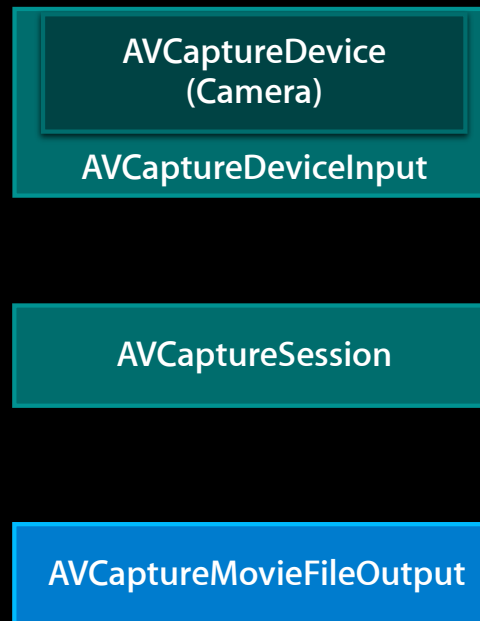 AVCaptureDevice
(Camera)
AVCaptureDeviceInput
AVCaptureSession
AVCaptureMovieFileOutput